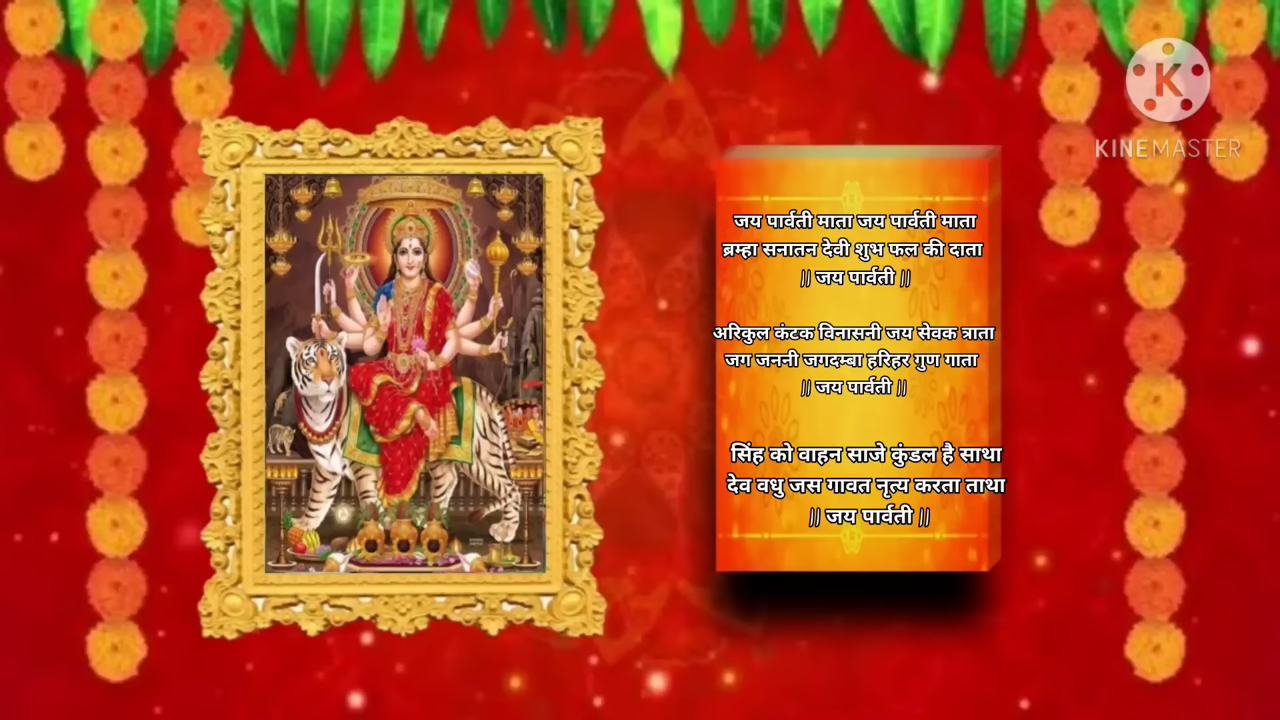 K
KINEMASTER
जय पार्वती माता जय पार्वती माता
ब्रम्हा सनातन देवी शुभ फल की दाता
|| जय पार्वती ||
अरिकुल कंटक विनासनी जय सेवक त्राता
जग जननी जगदम्बा हरिहर गुण गाता
|| जय पार्वती ||
सिंह को वाहन साजे कुंडल है साथा
देव वधु जस गावत नृत्य करता ताथा
|| जय पार्वती ||